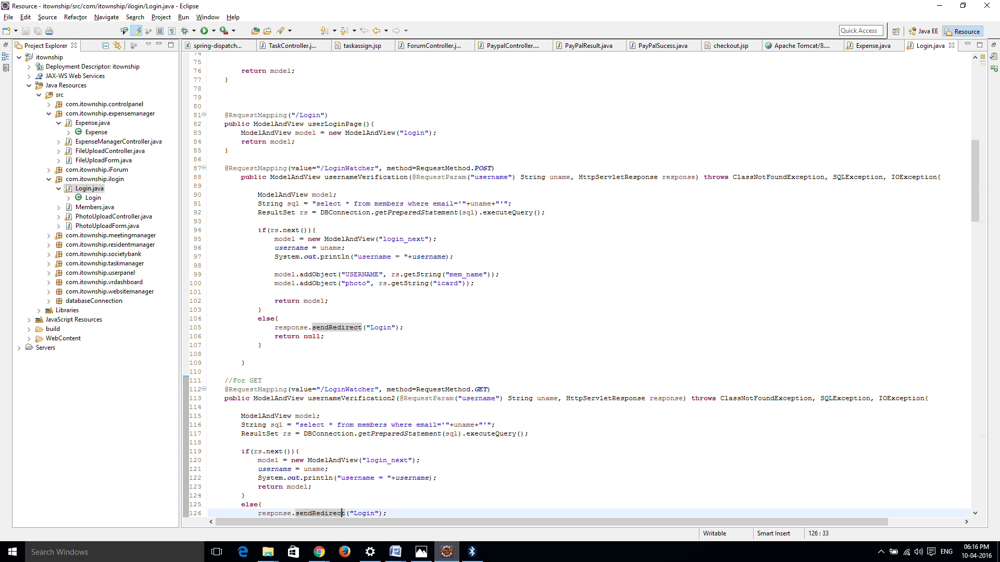 Resource - itownship/src/com/itownship/ilogin/Login.java - Eclipse
File Edit Source Refactor Navigate Search Project Run Window Help
Quick Access Java EE Resource
Project Explorer
itownship
Deployment Descriptor: itownship
JAX-WS Web Services
Java Resources
src
com.itownship.controlpanel
com.itownship.expensemanager
Expense.java
Expense
ExpenseManagerController.java
FileUploadController.java
FileUploadForm.java
com.itownship.iForum
com.itownship.ilogin
Login.java
Login
Members.java
PhotoUploadController.java
PhotoUploadForm.java
com.itownship.meetingmanager
com.itownship.residentmanager
com.itownship.societybank
com.itownship.taskmanager
com.itownship.userpanel
com.itownship.vrdashboard
com.itownship.websitemanager
databaseConnection
Libraries
JavaScript Resources
build
WebContent
Servers
spring-dispatch... TaskController.j... taskassign.jsp ForumController.j... PaypalController.... PayPalResult.java PayPalSucess.java checkout.jsp Apache Tomcat/8.... Expense.java Login.java
74
75
76 return model;
77 }
78
79
80
81 @RequestMapping("/Login")
82 public ModelAndView userLoginPage(){
83 ModelAndView model = new ModelAndView("login");
84 return model;
85 }
86
87 @RequestMapping(value="/LoginWatcher", method=RequestMethod.POST)
88 public ModelAndView usernameVerification(@RequestParam("username") String uname, HttpServletResponse response) throws ClassNotFoundException, SQLException, IOException{
89
90 ModelAndView model;
91 String sql = "select * from members where email='"+uname+"'";
92 ResultSet rs = DBConnection.getPreparedStatement(sql).executeQuery();
93
94 if(rs.next()){
95 model = new ModelAndView("login_next");
96 username = uname;
97 System.out.println("username = "+username);
98
99 model.addObject("USERNAME", rs.getString("mem_name"));
100 model.addObject("photo", rs.getString("icard"));
101
102 return model;
103 }
104 else{
105 response.sendRedirect("Login");
106 return null;
107 }
108
109 }
110
111 //For GET
112 @RequestMapping(value="/LoginWatcher", method=RequestMethod.GET)
113 public ModelAndView usernameVerification2(@RequestParam("username") String uname, HttpServletResponse response) throws ClassNotFoundException, SQLException, IOException{
114
115 ModelAndView model;
116 String sql = "select * from members where email='"+uname+"'";
117 ResultSet rs = DBConnection.getPreparedStatement(sql).executeQuery();
118
119 if(rs.next()){
120 model = new ModelAndView("login_next");
121 username = uname;
122 System.out.println("username = "+username);
123 return model;
124 }
125 else{
126 response.sendRedirect("Login");
Writable Smart Insert 126 : 33
Search Windows
ENG
06:16 PM
10-04-2016